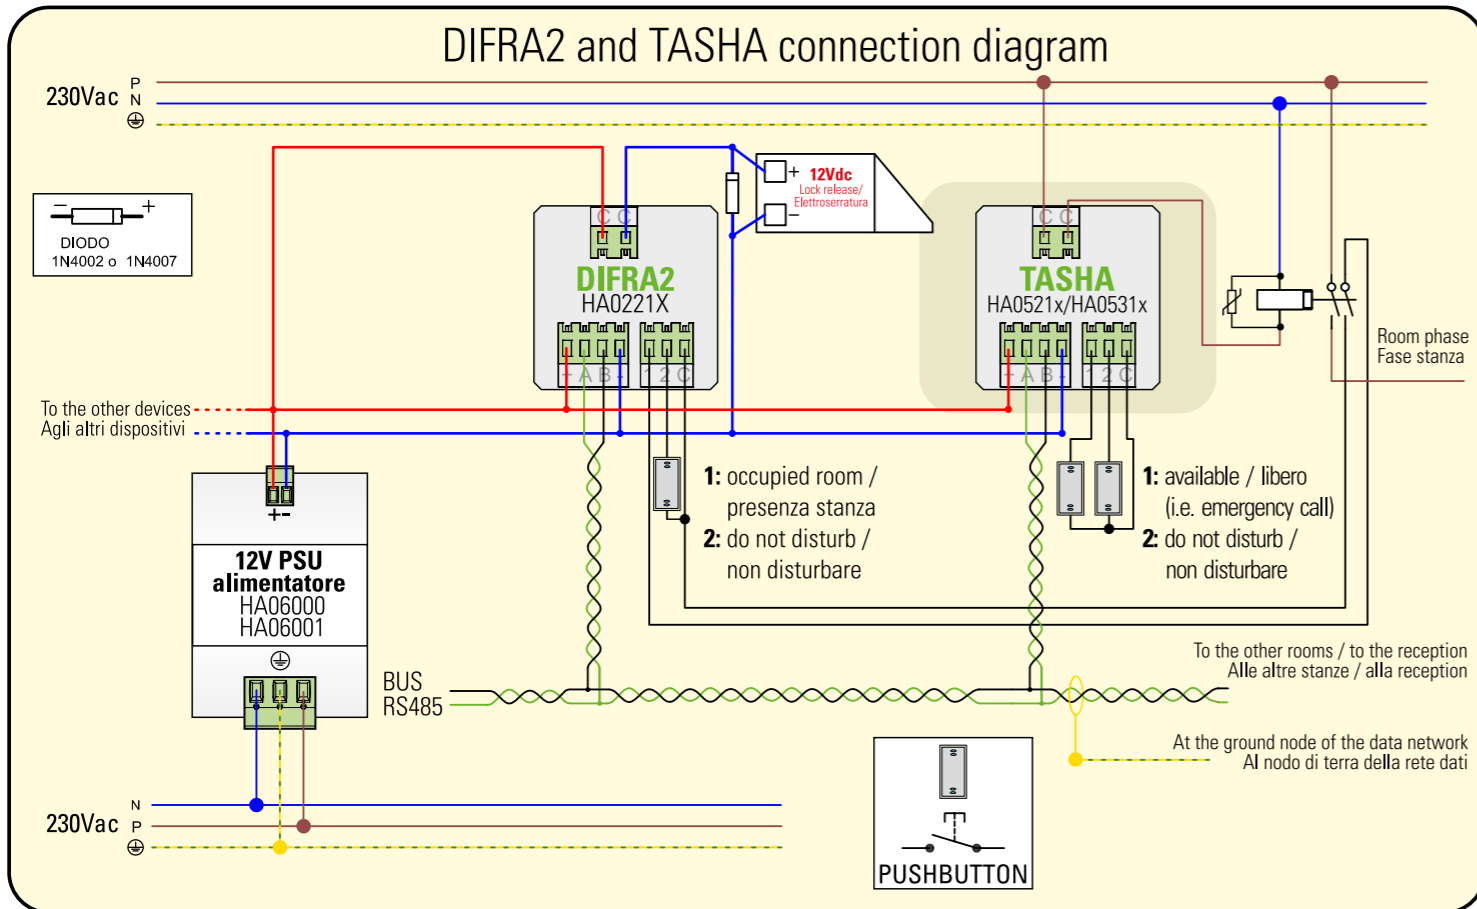 DIFRA2 and TASHA connection diagram
230Vac
P
N
DIODO
1N4002 o 1N4007
- +
+
-
12Vdc
Lock release/
Elettroserratura
C C
DIFRA2
HA0221X
+ A B -
1 2 C
C C
TASHA
HA0521x/HA0531x
+ A B -
1 2 C
Room phase
Fase stanza
To the other devices
Agli altri dispositivi
+-
12V PSU
alimentatore
HA06000
HA06001
1: occupied room /
presenza stanza
2: do not disturb /
non disturbare
1: available / libero
(i.e. emergency call)
2: do not disturb /
non disturbare
BUS
RS485
To the other rooms / to the reception
Alle altre stanze / alla reception
At the ground node of the data network
Al nodo di terra della rete dati
230Vac
N
P
PUSHBUTTON